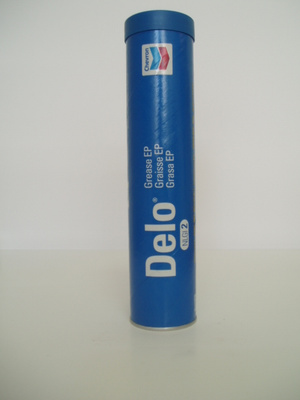 Chevron
Grease EP
Graisse EP
Grasa EP
Delo®
NLGI 2